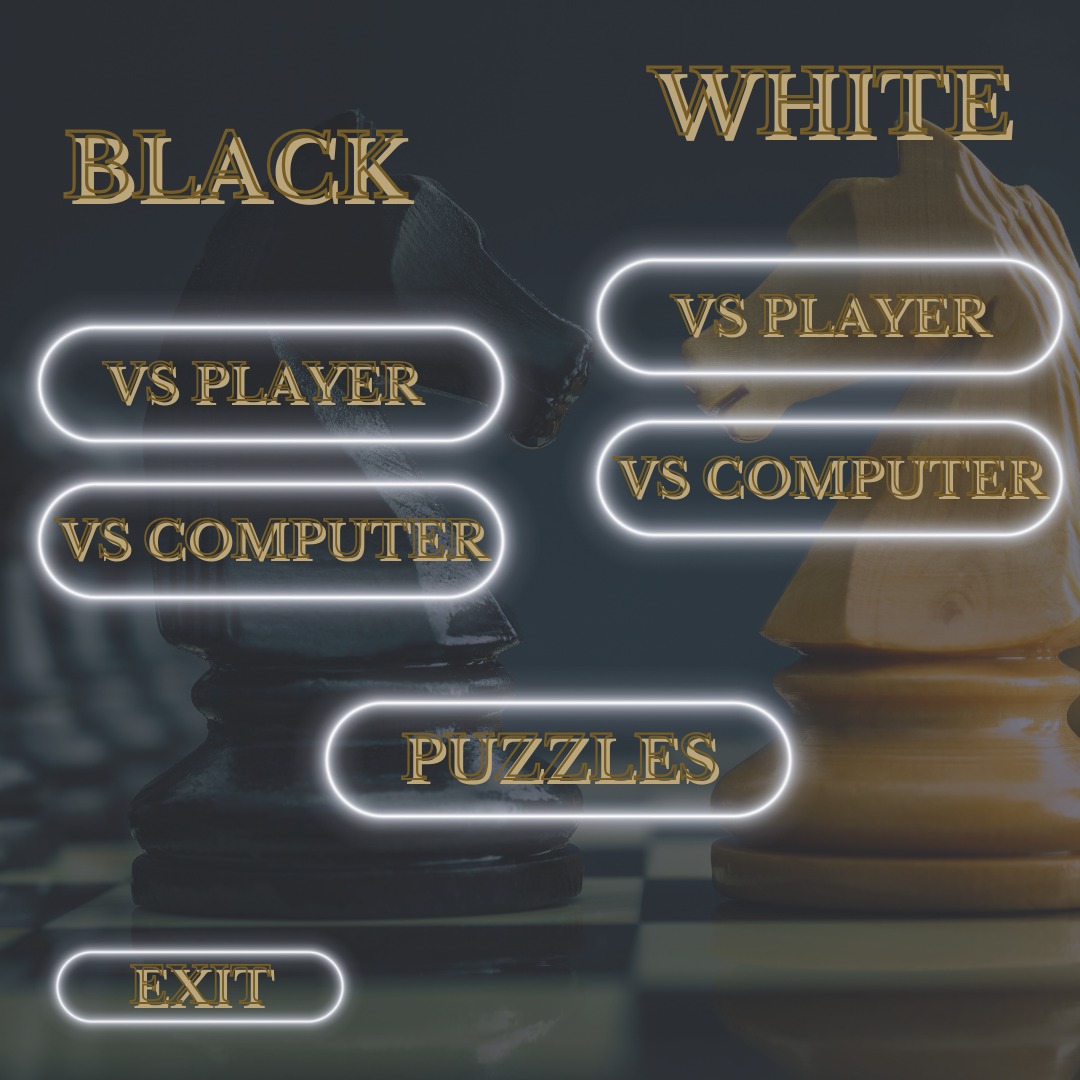 BLACK
VS PLAYER
VS COMPUTER
WHITE
VS PLAYER
VS COMPUTER
PUZZLES
EXIT